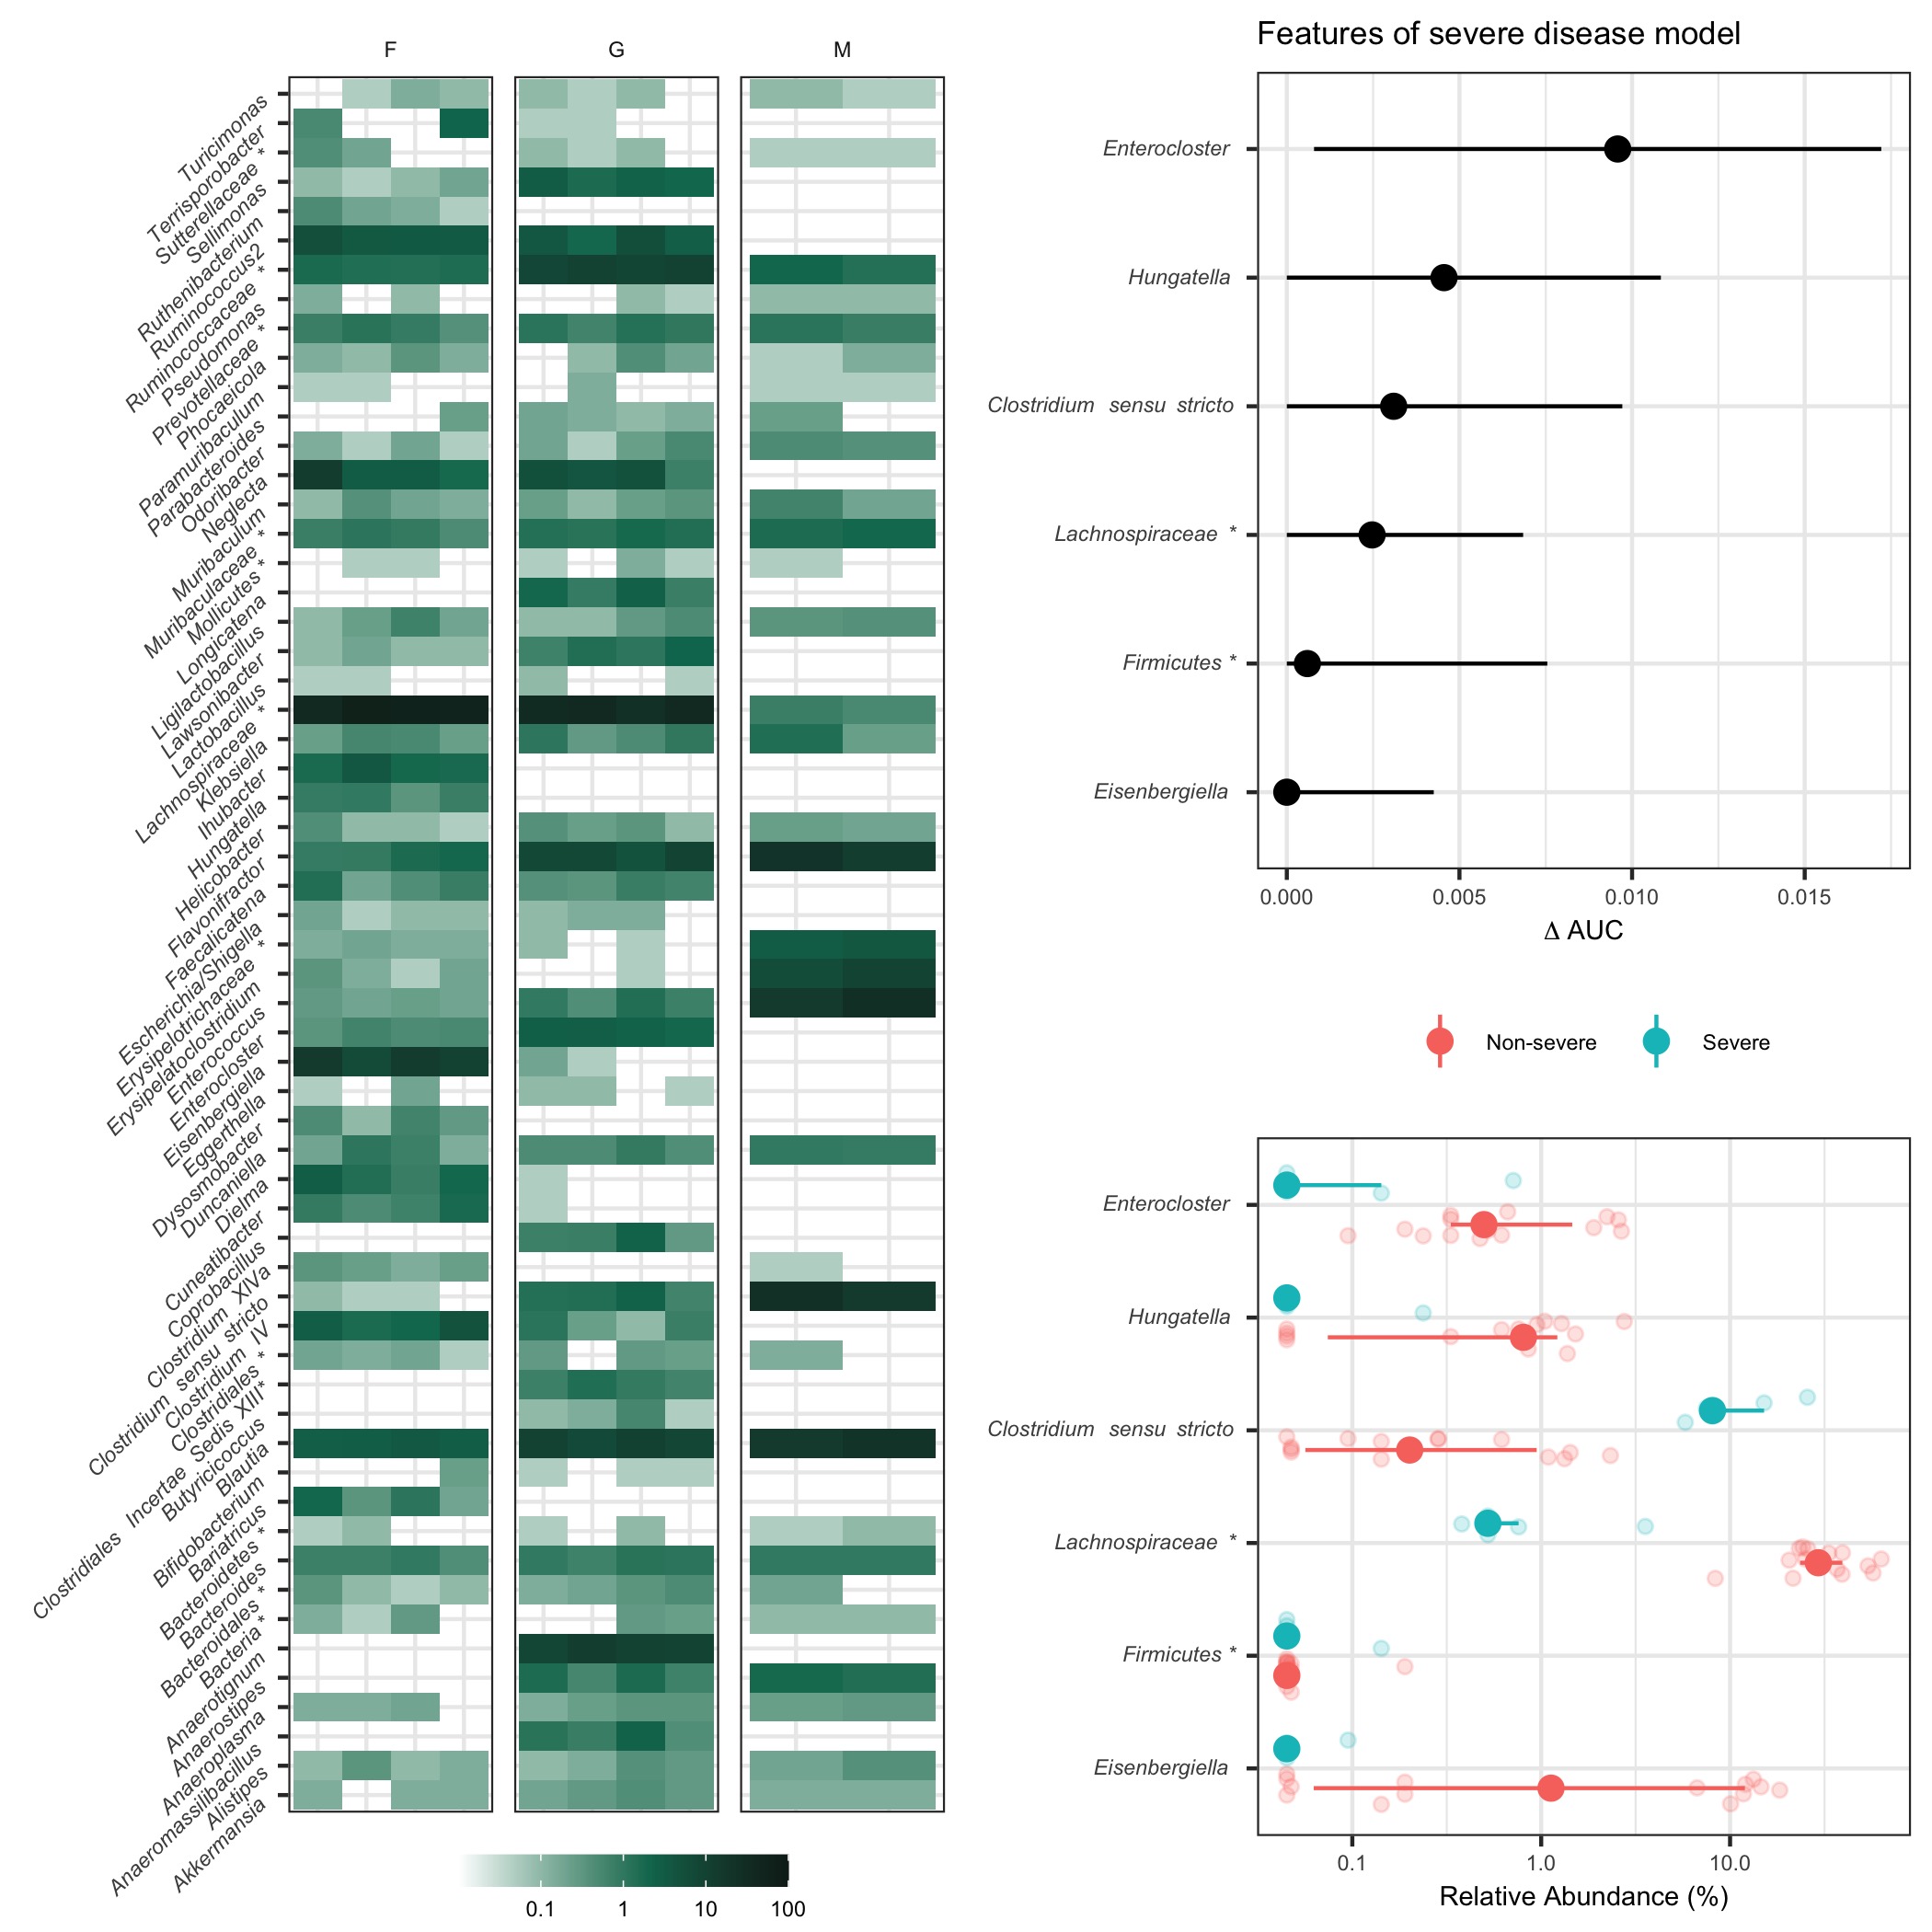 F
G
M
Turicimonas
Terrisporobacter
Sutterellaceae *
Sellimonas
Ruthenibacterium
Ruminococcus2
Ruminococcaceae *
Pseudomonas
Prevotellaceae *
Phocaeicola
Paramuribaculum
Parabacteroides
Odoribacter
Neglecta
Muribaculum
Muribaculaceae *
Mollicutes *
Longicatena
Ligilactobacillus
Lawsonibacter
Lactobacillus
Lachnospiraceae *
Klebsiella
Ihubacter
Hungatella
Helicobacter
Flavonifractor
Faecalicatena
Escherichia/Shigella
Erysipelotrichaceae *
Erysipelatoclostridium
Enterococcus
Enterocloster
Eisenbergiella
Eggerthella
Dysosmobacter
Duncaniella
Dielma
Cuneatibacter
Coprobacillus
Clostridium XIVa
Clostridium sensu stricto
Clostridium IV
Clostridiales *
Clostridiales Incertae Sedis XIII*
Butyricicoccus
Blautia
Bifidobacterium
Bariatricus
Bacteroidetes *
Bacteroides
Bacteroidales *
Bacteria *
Anaerotignum
Anaerostipes
Anaeroplasma
Anaeromassilibacillus
Alistipes
Akkermansia
0.1 1 10 100
Features of severe disease model
Enterocloster
Hungatella
Clostridium sensu stricto
Lachnospiraceae *
Firmicutes *
Eisenbergiella
0.000 0.005 0.010 0.015
Δ AUC
Non-severe Severe
Enterocloster
Hungatella
Clostridium sensu stricto
Lachnospiraceae *
Firmicutes *
Eisenbergiella
0.1 1.0 10.0
Relative Abundance (%)